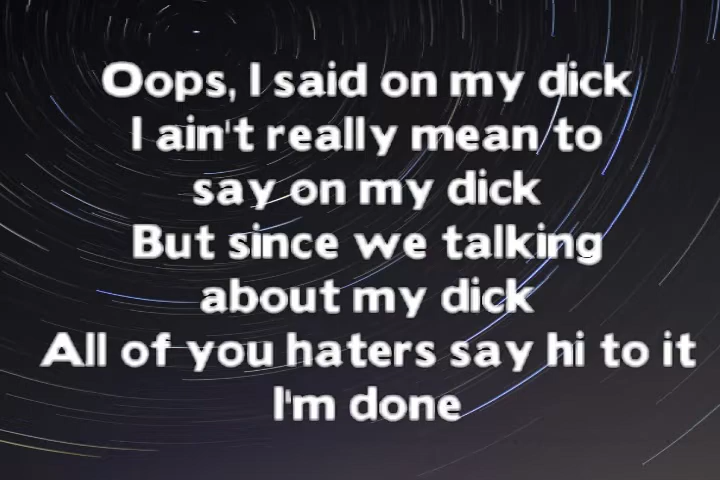 Oops, I said on my dick
I ain't really mean to
say on my dick
But since we talking
about my dick
All of you haters say hi to it
I'm done